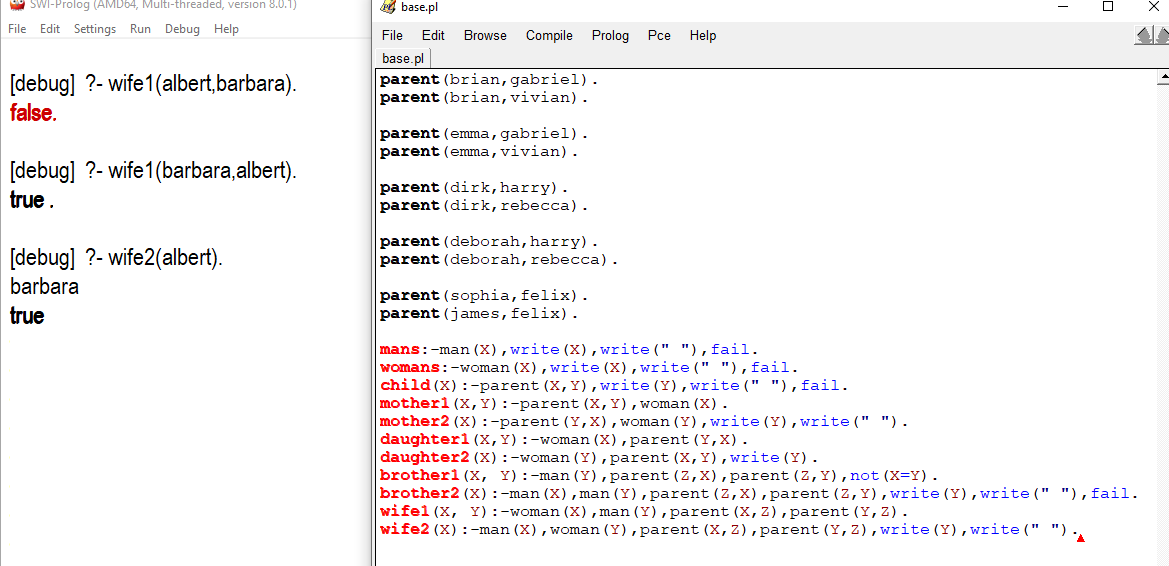 SWI-Prolog (AMD64, Multi-threaded, version 8.0.1)
File Edit Settings Run Debug Help
[debug] ?- wife1(albert,barbara).
false.
[debug] ?- wife1(barbara,albert).
true .
[debug] ?- wife2(albert).
barbara
true
base.pl
File Edit Browse Compile Prolog Pce Help
base.pl
parent(brian,gabriel).
parent(brian,vivian).
parent(emma,gabriel).
parent(emma,vivian).
parent(dirk,harry).
parent(dirk,rebecca).
parent(deborah,harry).
parent(deborah,rebecca).
parent(sophia,felix).
parent(james,felix).
mans:-man(X),write(X),write(" "),fail.
womans:-woman(X),write(X),write(" "),fail.
child(X):-parent(X,Y),write(Y),write(" "),fail.
mother1(X,Y):-parent(X,Y),woman(X).
mother2(X):-parent(Y,X),woman(Y),write(Y),write(" ").
daughter1(X,Y):-woman(X),parent(Y,X).
daughter2(X):-woman(Y),parent(X,Y),write(Y).
brother1(X, Y):-man(Y),parent(Z,X),parent(Z,Y),not(X=Y).
brother2(X):-man(X),man(Y),parent(Z,X),parent(Z,Y),write(Y),write(" "),fail.
wife1(X, Y):-woman(X),man(Y),parent(X,Z),parent(Y,Z).
wife2(X):-man(X),woman(Y),parent(X,Z),parent(Y,Z),write(Y),write(" ").